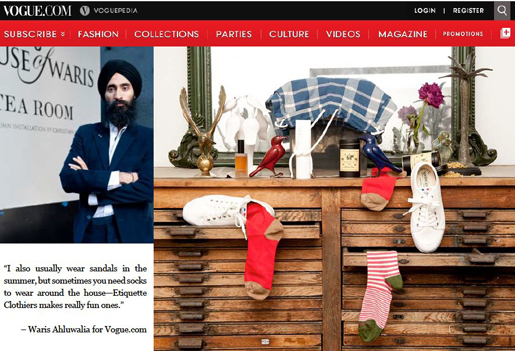 VOGUE.COM VOGUEPEDIA LOGIN | REGISTER
SUBSCRIBE FASHION COLLECTIONS PARTIES CULTURE VIDEOS MAGAZINE PROMOTIONS
USE
of WARIS
TEA ROOM
“I also usually wear sandals in the
summer, but sometimes you need socks
to wear around the house—Etiquette
Clothiers makes really fun ones.”
– Waris Ahluwalia for Vogue.com